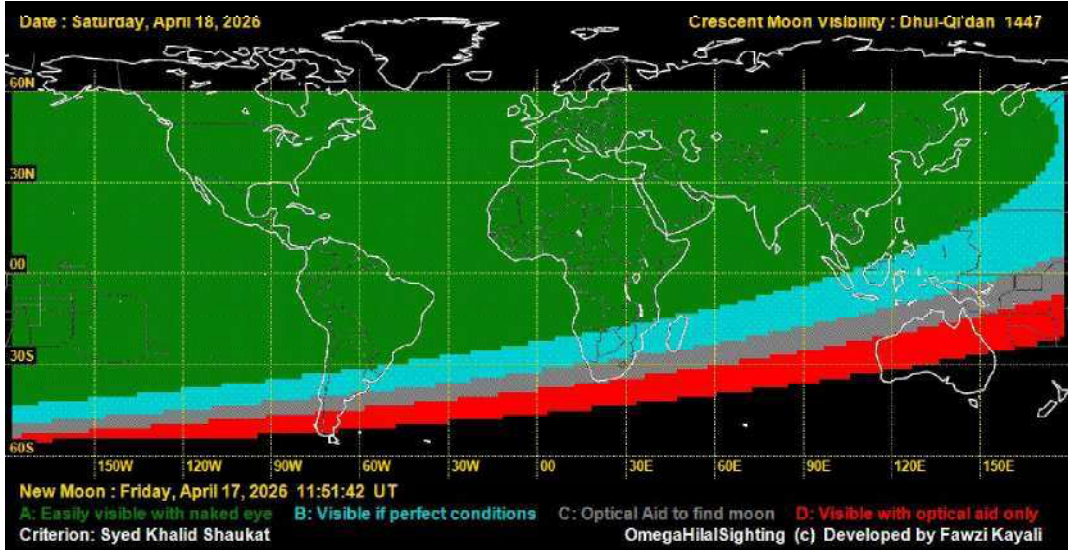 Date : Saturday, April 18, 2026 Crescent Moon Visibility : Dhul-Qi'dah 1447
60N
30N
00
30S
60S
150W 120W 90W 60W 30W 00 30E 60E 90E 120E 150E
New Moon : Friday, April 17, 2026 11:51:42 UT
A: Easily visible with naked eye B: Visible if perfect conditions C: Optical Aid to find moon D: Visible with optical aid only
Criterion: Syed Khalid Shaukat OmegaHilalSighting (c) Developed by Fawzi Kayali